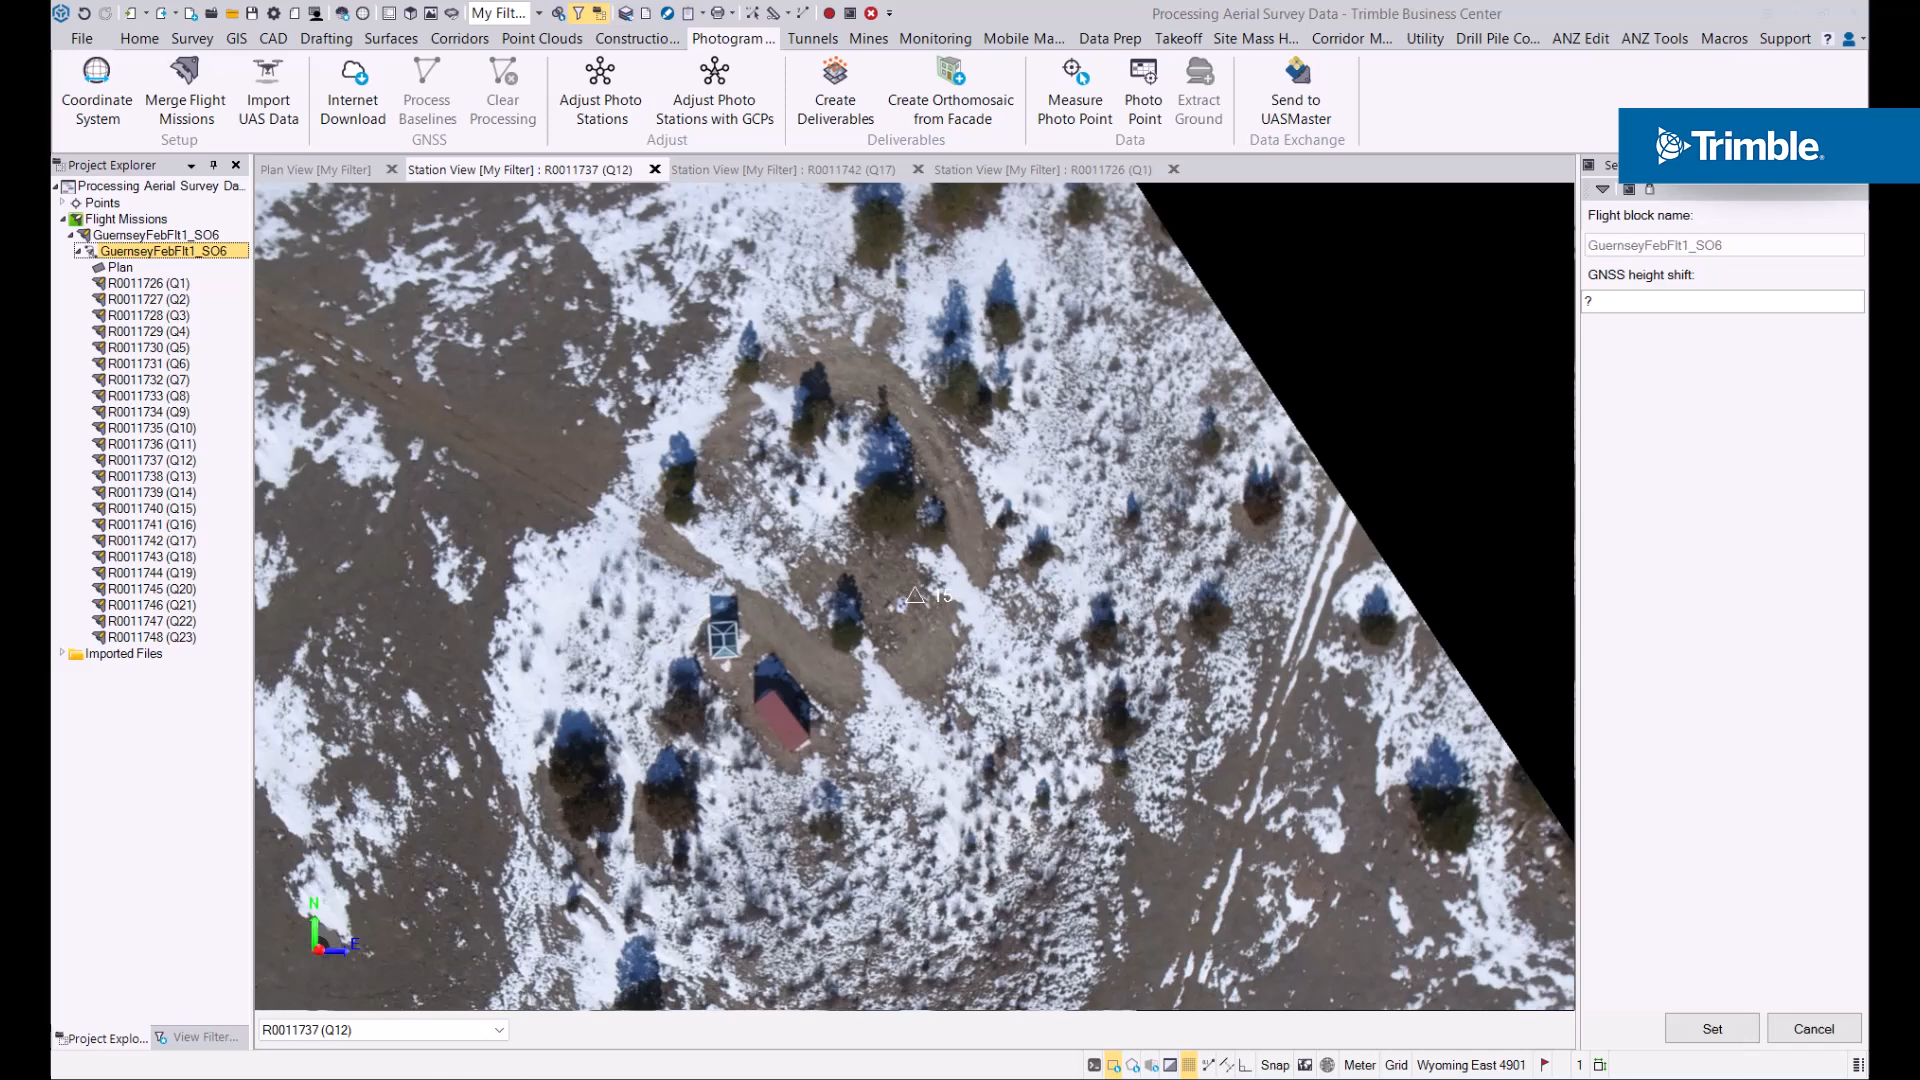 My Filt...
Processing Aerial Survey Data - Trimble Business Center
File Home Survey GIS CAD Drafting Surfaces Corridors Point Clouds Constructio... Photogram... Tunnels Mines Monitoring Mobile Ma... Data Prep Takeoff Site Mass H... Corridor M... Utility Drill Pile Co... ANZ Edit ANZ Tools Macros Support ?
Coordinate System
Merge Flight Missions
Import UAS Data
Setup
Internet Download
Process Baselines
Clear Processing
GNSS
Adjust Photo Stations
Adjust Photo Stations with GCPs
Adjust
Create Deliverables
Create Orthomosaic from Facade
Deliverables
Measure Photo Point
Photo Point
Extract Ground
Data
Send to UASMaster
Data Exchange
Trimble
Project Explorer
Plan View [My Filter]
Station View [My Filter] : R0011737 (Q12)
Station View [My Filter] : R0011742 (Q17)
Station View [My Filter] : R0011726 (Q1)
Processing Aerial Survey Da...
Points
Flight Missions
GuernseyFebFlt1_SO6
GuernseyFebFlt1_SO6
Plan
R0011726 (Q1)
R0011727 (Q2)
R0011728 (Q3)
R0011729 (Q4)
R0011730 (Q5)
R0011731 (Q6)
R0011732 (Q7)
R0011733 (Q8)
R0011734 (Q9)
R0011735 (Q10)
R0011736 (Q11)
R0011737 (Q12)
R0011738 (Q13)
R0011739 (Q14)
R0011740 (Q15)
R0011741 (Q16)
R0011742 (Q17)
R0011743 (Q18)
R0011744 (Q19)
R0011745 (Q20)
R0011746 (Q21)
R0011747 (Q22)
R0011748 (Q23)
Imported Files
15
N
E
Se
Flight block name:
GuernseyFebFlt1_SO6
GNSS height shift:
?
Set
Cancel
R0011737 (Q12)
Project Explo...
View Filter...
Snap
Meter
Grid
Wyoming East 4901
1